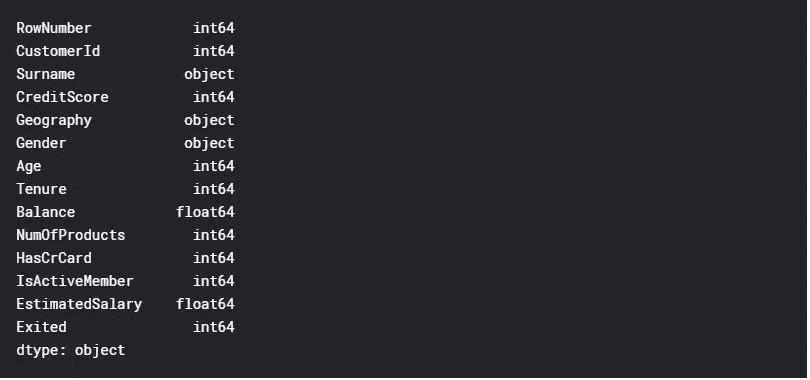 RowNumber            int64
CustomerId           int64
Surname             object
CreditScore          int64
Geography           object
Gender              object
Age                  int64
Tenure               int64
Balance            float64
NumOfProducts        int64
HasCrCard            int64
IsActiveMember       int64
EstimatedSalary    float64
Exited               int64
dtype: object